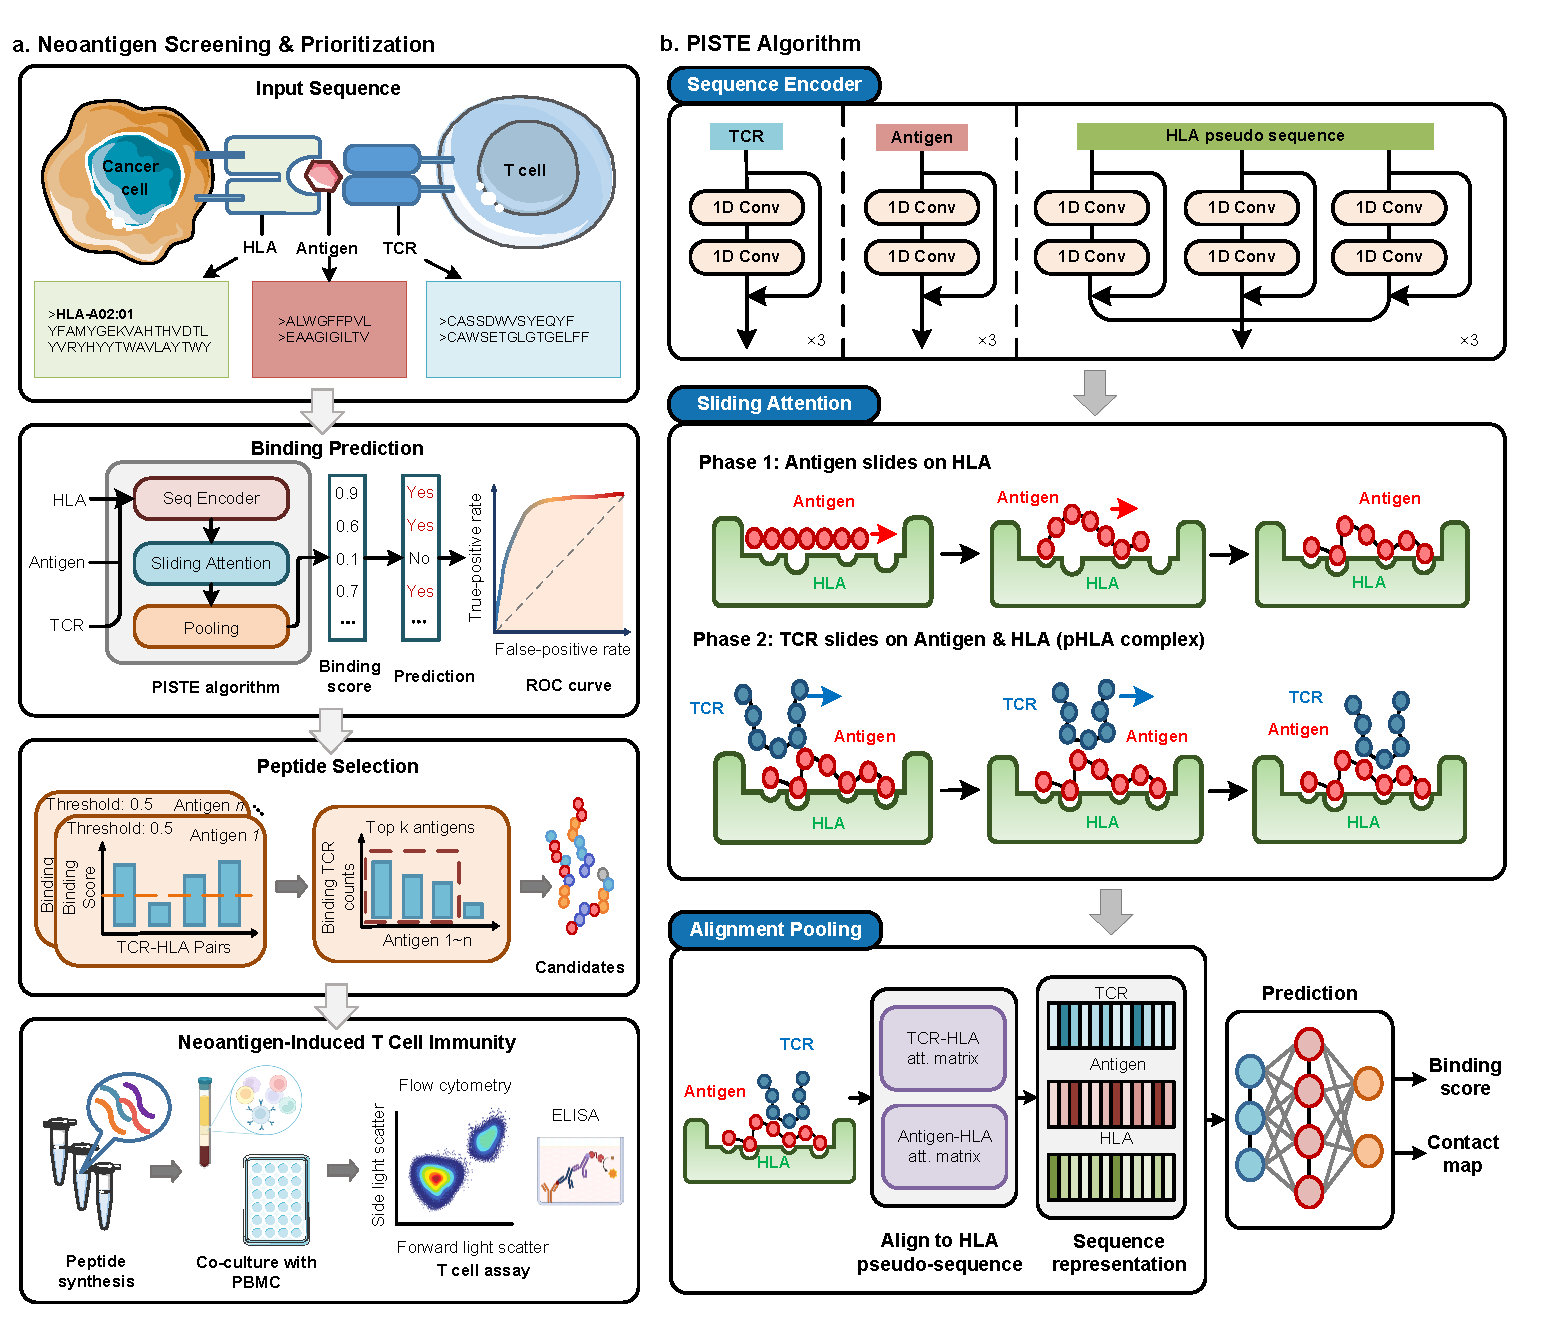 a. Neoantigen Screening & Prioritization
Input Sequence
Cancer
cell
T cell
HLA
Antigen
TCR
>HLA-A02:01
YFAMYGEKVAHTHVDTL
YVRYHYYTWAVLAYTWY
>ALWGFFPVL
>EAAGIGILTV
>CASSDWVSYEQYF
>CAWSETGLGTGELFF
Binding Prediction
HLA
Antigen
TCR
Seq Encoder
Sliding Attention
Pooling
PISTE algorithm
0.9
0.6
0.1
0.7
...
Binding
score
Yes
Yes
No
Yes
...
Prediction
True-positive rate
False-positive rate
ROC curve
Peptide Selection
Threshold: 0.5
Antigen n
Binding
Threshold: 0.5
Antigen 1
Binding
Score
TCR-HLA Pairs
Top k antigens
Binding TCR
counts
Antigen 1~n
Candidates
Neoantigen-Induced T Cell Immunity
Peptide
synthesis
Co-culture with
PBMC
Flow cytometry
Side light scatter
Forward light scatter
ELISA
T cell assay
b. PISTE Algorithm
Sequence Encoder
TCR
1D Conv
1D Conv
×3
Antigen
1D Conv
1D Conv
×3
HLA pseudo sequence
1D Conv
1D Conv
1D Conv
1D Conv
1D Conv
1D Conv
×3
Sliding Attention
Phase 1: Antigen slides on HLA
Antigen
HLA
Antigen
HLA
Antigen
HLA
Phase 2: TCR slides on Antigen & HLA (pHLA complex)
TCR
Antigen
HLA
TCR
Antigen
HLA
TCR
Antigen
HLA
Alignment Pooling
TCR
Antigen
HLA
TCR-HLA
att. matrix
Antigen-HLA
att. matrix
Align to HLA
pseudo-sequence
TCR
Antigen
HLA
Sequence
representation
Prediction
Binding
score
Contact
map